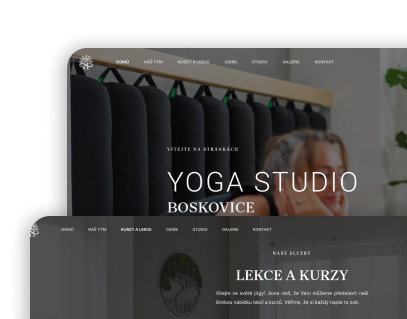 DOMŮ NÁŠ TÝM KURZY A LEKCE CENÍK STUDIO GALERIE KONTAKT
VÍTEJTE NA STRÁNKÁCH
YOGA STUDIO
BOSKOVICE
DOMŮ NÁŠ TÝM KURZY A LEKCE CENÍK STUDIO GALERIE KONTAKT
NAŠE SLUŽBY
LEKCE A KURZY
Vítejte ve světě jógy! Jsme rádi, že Vám můžeme představit naši
širokou nabídku lekcí a kurzů. Věříme, že si každý najde to své.